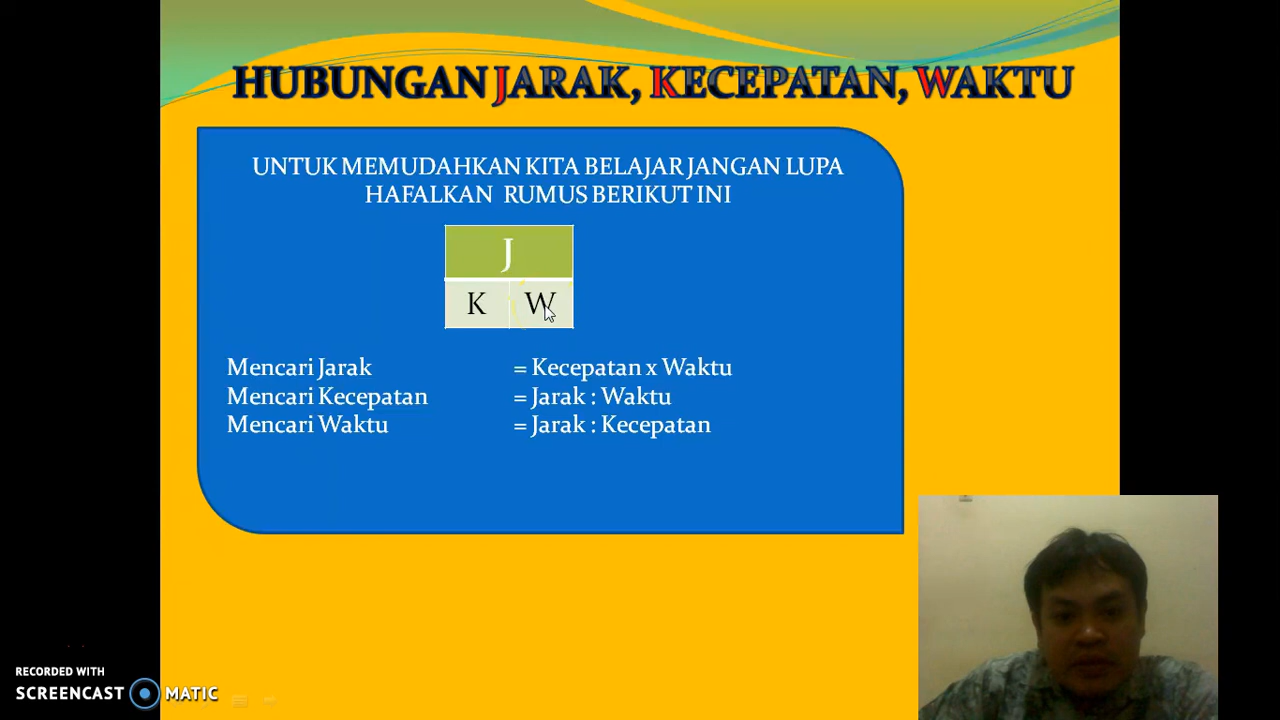 HUBUNGAN JARAK, KECEPATAN, WAKTU
UNTUK MEMUDAHKAN KITA BELAJAR JANGAN LUPA
HAFALKAN RUMUS BERIKUT INI
J
K W
Mencari Jarak = Kecepatan x Waktu
Mencari Kecepatan = Jarak : Waktu
Mencari Waktu = Jarak : Kecepatan
RECORDED WITH
SCREENCAST MATIC